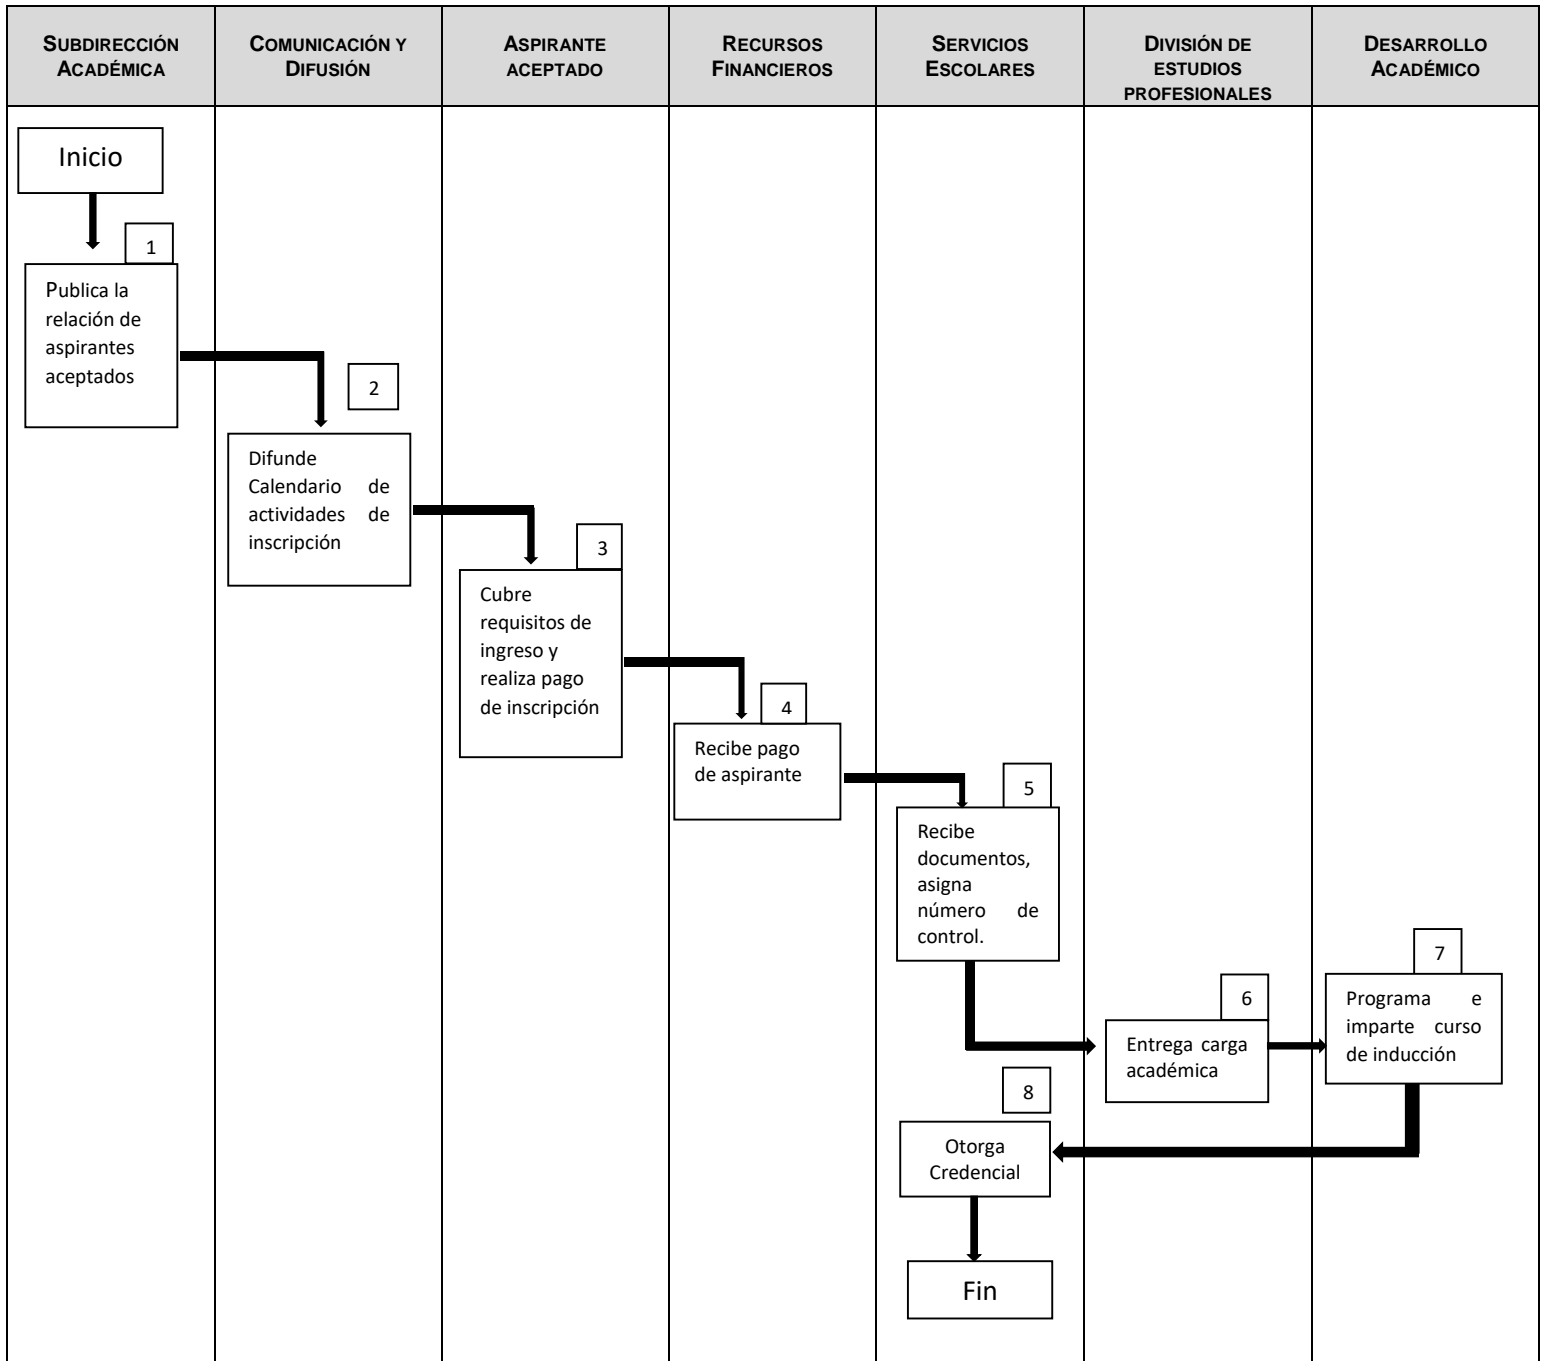 SUBDIRECCIÓN
ACADÉMICA
COMUNICACIÓN Y
DIFUSIÓN
ASPIRANTE
ACEPTADO
RECURSOS
FINANCIEROS
SERVICIOS
ESCOLARES
DIVISIÓN DE
ESTUDIOS
PROFESIONALES
DESARROLLO
ACADÉMICO
Inicio
1
Publica la
relación de
aspirantes
aceptados
2
Difunde
Calendario de
actividades de
inscripción
3
Cubre
requisitos de
ingreso y
realiza pago
de inscripción
4
Recibe pago
de aspirante
5
Recibe
documentos,
asigna
número de
control.
6
Entrega carga
académica
7
Programa e
imparte curso
de inducción
8
Otorga
Credencial
Fin